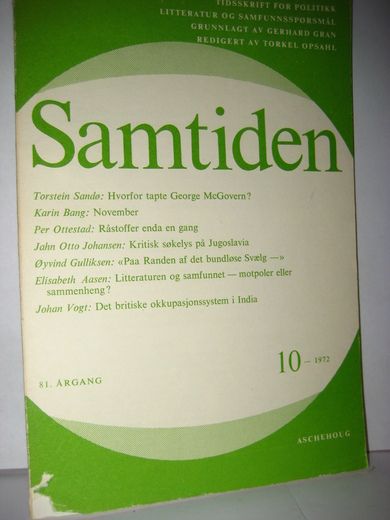 TIDSSKRIFT FOR POLITIKK
LITTERATUR OG SAMFUNNSSPØRSMÅL
GRUNNLAGT AV GERHARD GRAN
REDIGERT AV TORKEL OPSAHL
Samtiden
Torstein Sandø: Hvorfor tapte George McGovern?
Karin Bang: November
Per Ottestad: Råstoffer enda en gang
Jahn Otto Johansen: Kritisk søkelys på Jugoslavia
Øyvind Gulliksen: «Paa Randen af det bundløse Svælg —»
Elisabeth Aasen: Litteraturen og samfunnet — motpoler eller
sammenheng?
Johan Vogt: Det britiske okkupasjonssystem i India
10 – 1972
81. ÅRGANG
ASCHEHOUG